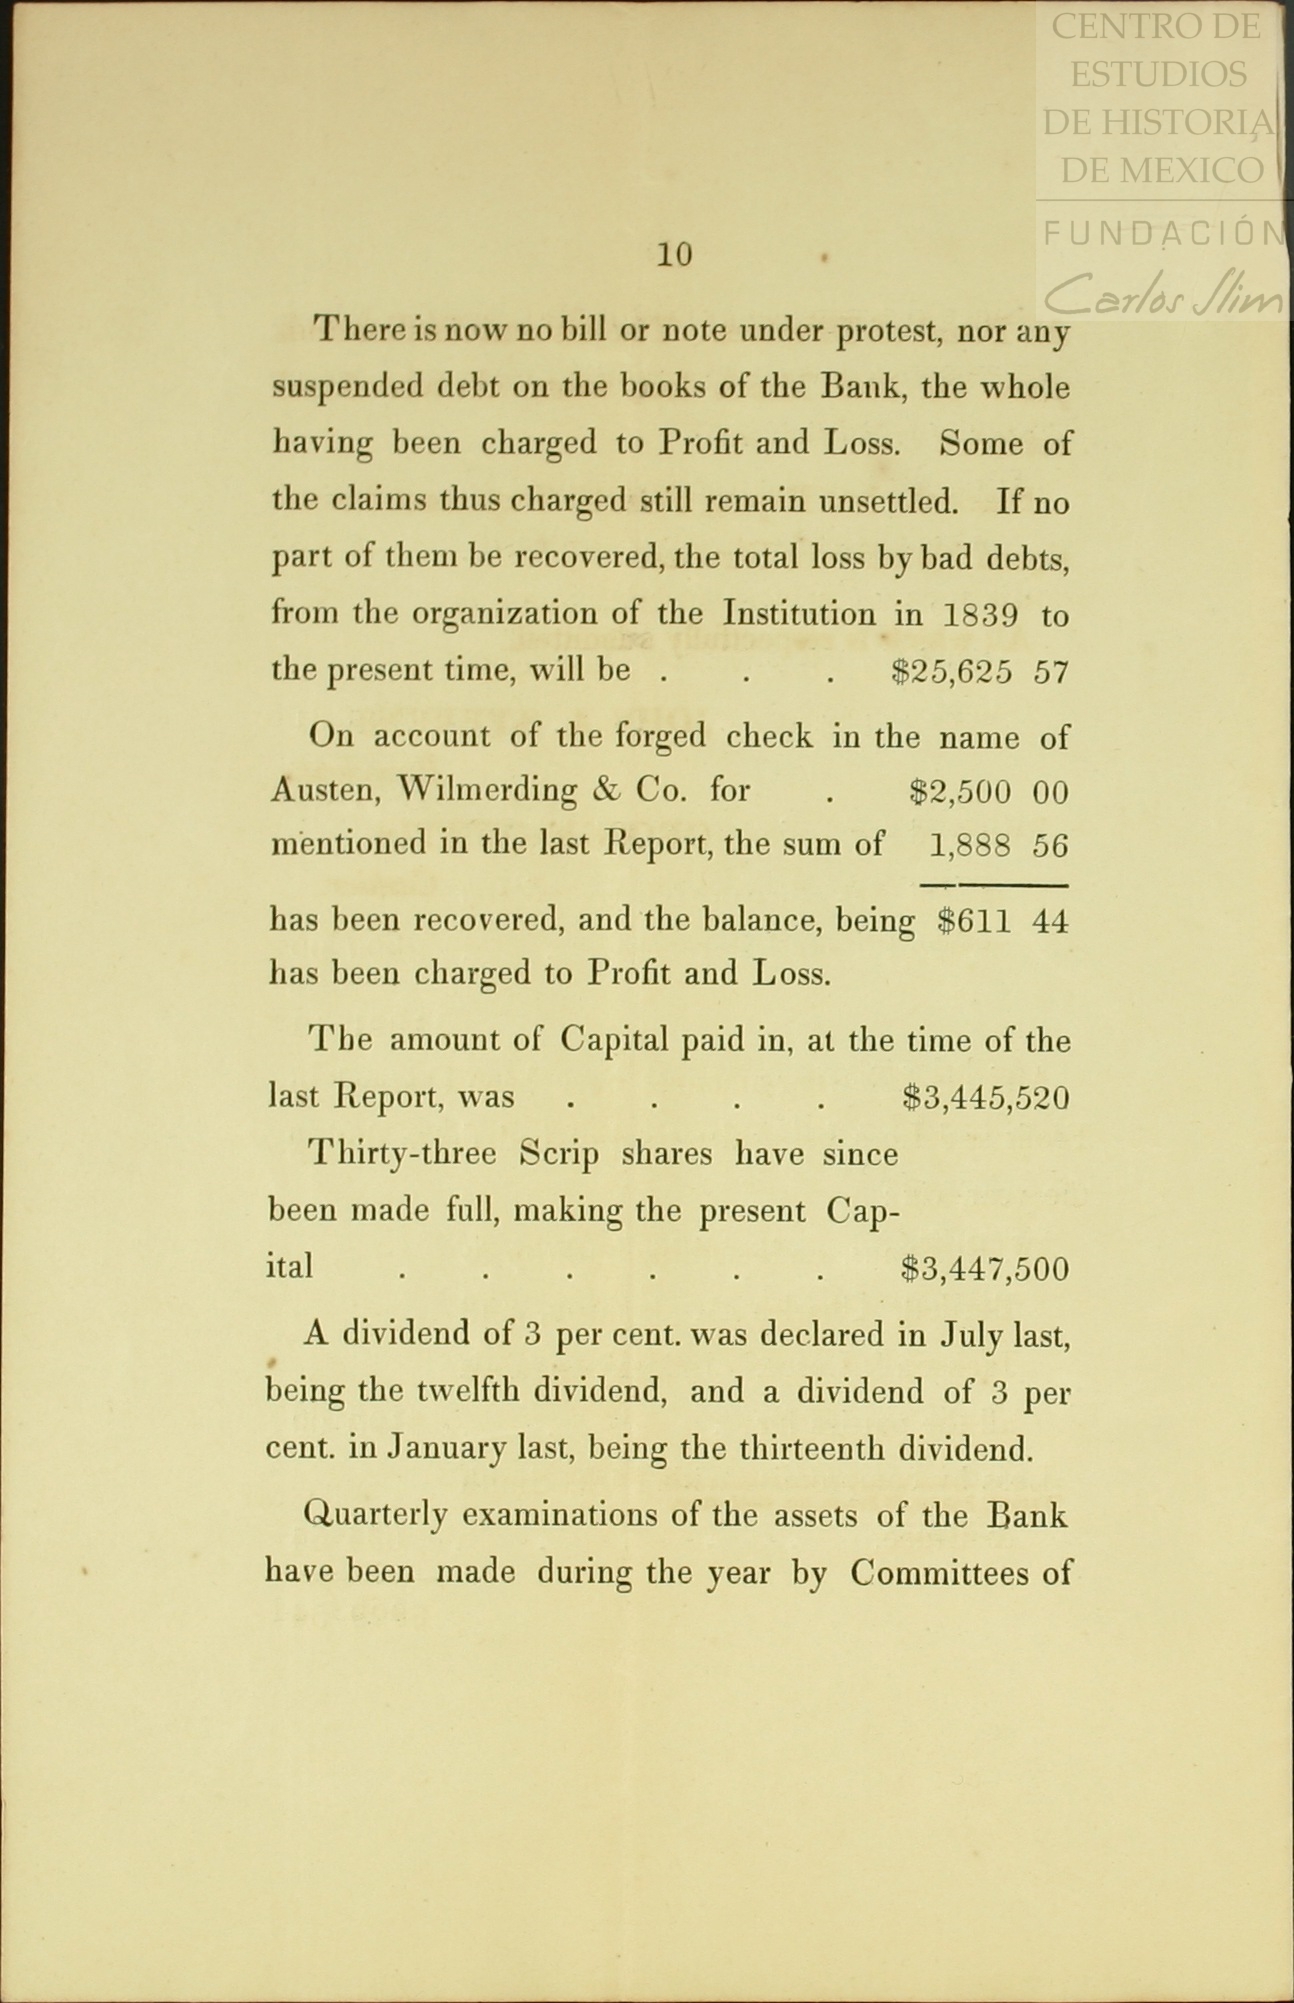 CENTRO DE
ESTUDIOS
DE HISTORIA
DE MEXICO
FUNDACIÓN
Carlos Slim
10
There is now no bill or note under protest, nor any
suspended debt on the books of the Bank, the whole
having been charged to Profit and Loss. Some of
the claims thus charged still remain unsettled. If no
part of them be recovered, the total loss by bad debts,
from the organization of the Institution in 1839 to
the present time, will be . . . $25,625 57
On account of the forged check in the name of
Austen, Wilmerding & Co. for . $2,500 00
mentioned in the last Report, the sum of 1,888 56
has been recovered, and the balance, being $611 44
has been charged to Profit and Loss.
The amount of Capital paid in, at the time of the
last Report, was . . . . $3,445,520
Thirty-three Scrip shares have since
been made full, making the present Cap-
ital . . . . . . $3,447,500
A dividend of 3 per cent. was declared in July last,
being the twelfth dividend, and a dividend of 3 per
cent. in January last, being the thirteenth dividend.
Quarterly examinations of the assets of the Bank
have been made during the year by Committees of